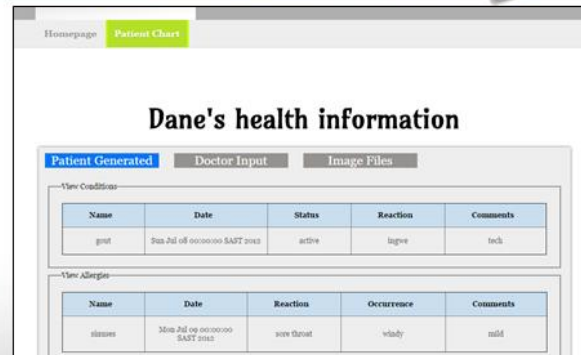 Homepage Patient Chart
Dane's health information
Patient Generated Doctor Input Image Files
View Conditions
Name Date Status Reaction Comments
gout Sun Jul 08 00:00:00 SAST 2012 active ingwe tech
View Allergies
Name Date Reaction Occurrence Comments
sinuses Mon Jul 09 00:00:00 sore throat windy mild
SAST 2012